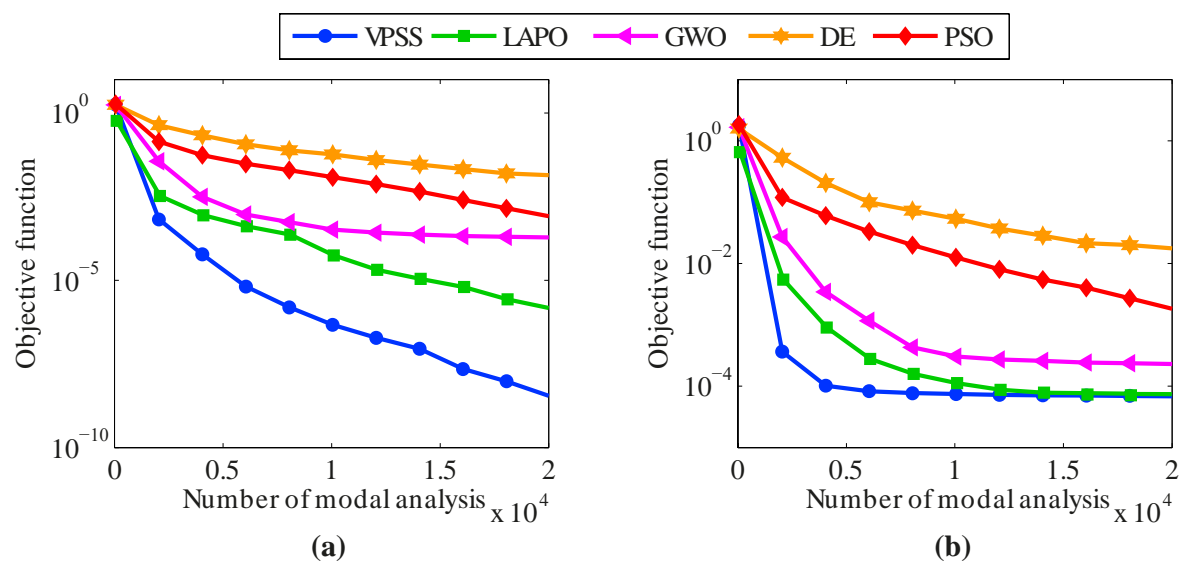 VPSS LAPO GWO DE PSO
10^0
10^−5
10^−10
Objective function
0 0.5 1 1.5 2
Number of modal analysis x 10^4
(a)
10^0
10^−2
10^−4
Objective function
0 0.5 1 1.5 2
Number of modal analysis x 10^4
(b)